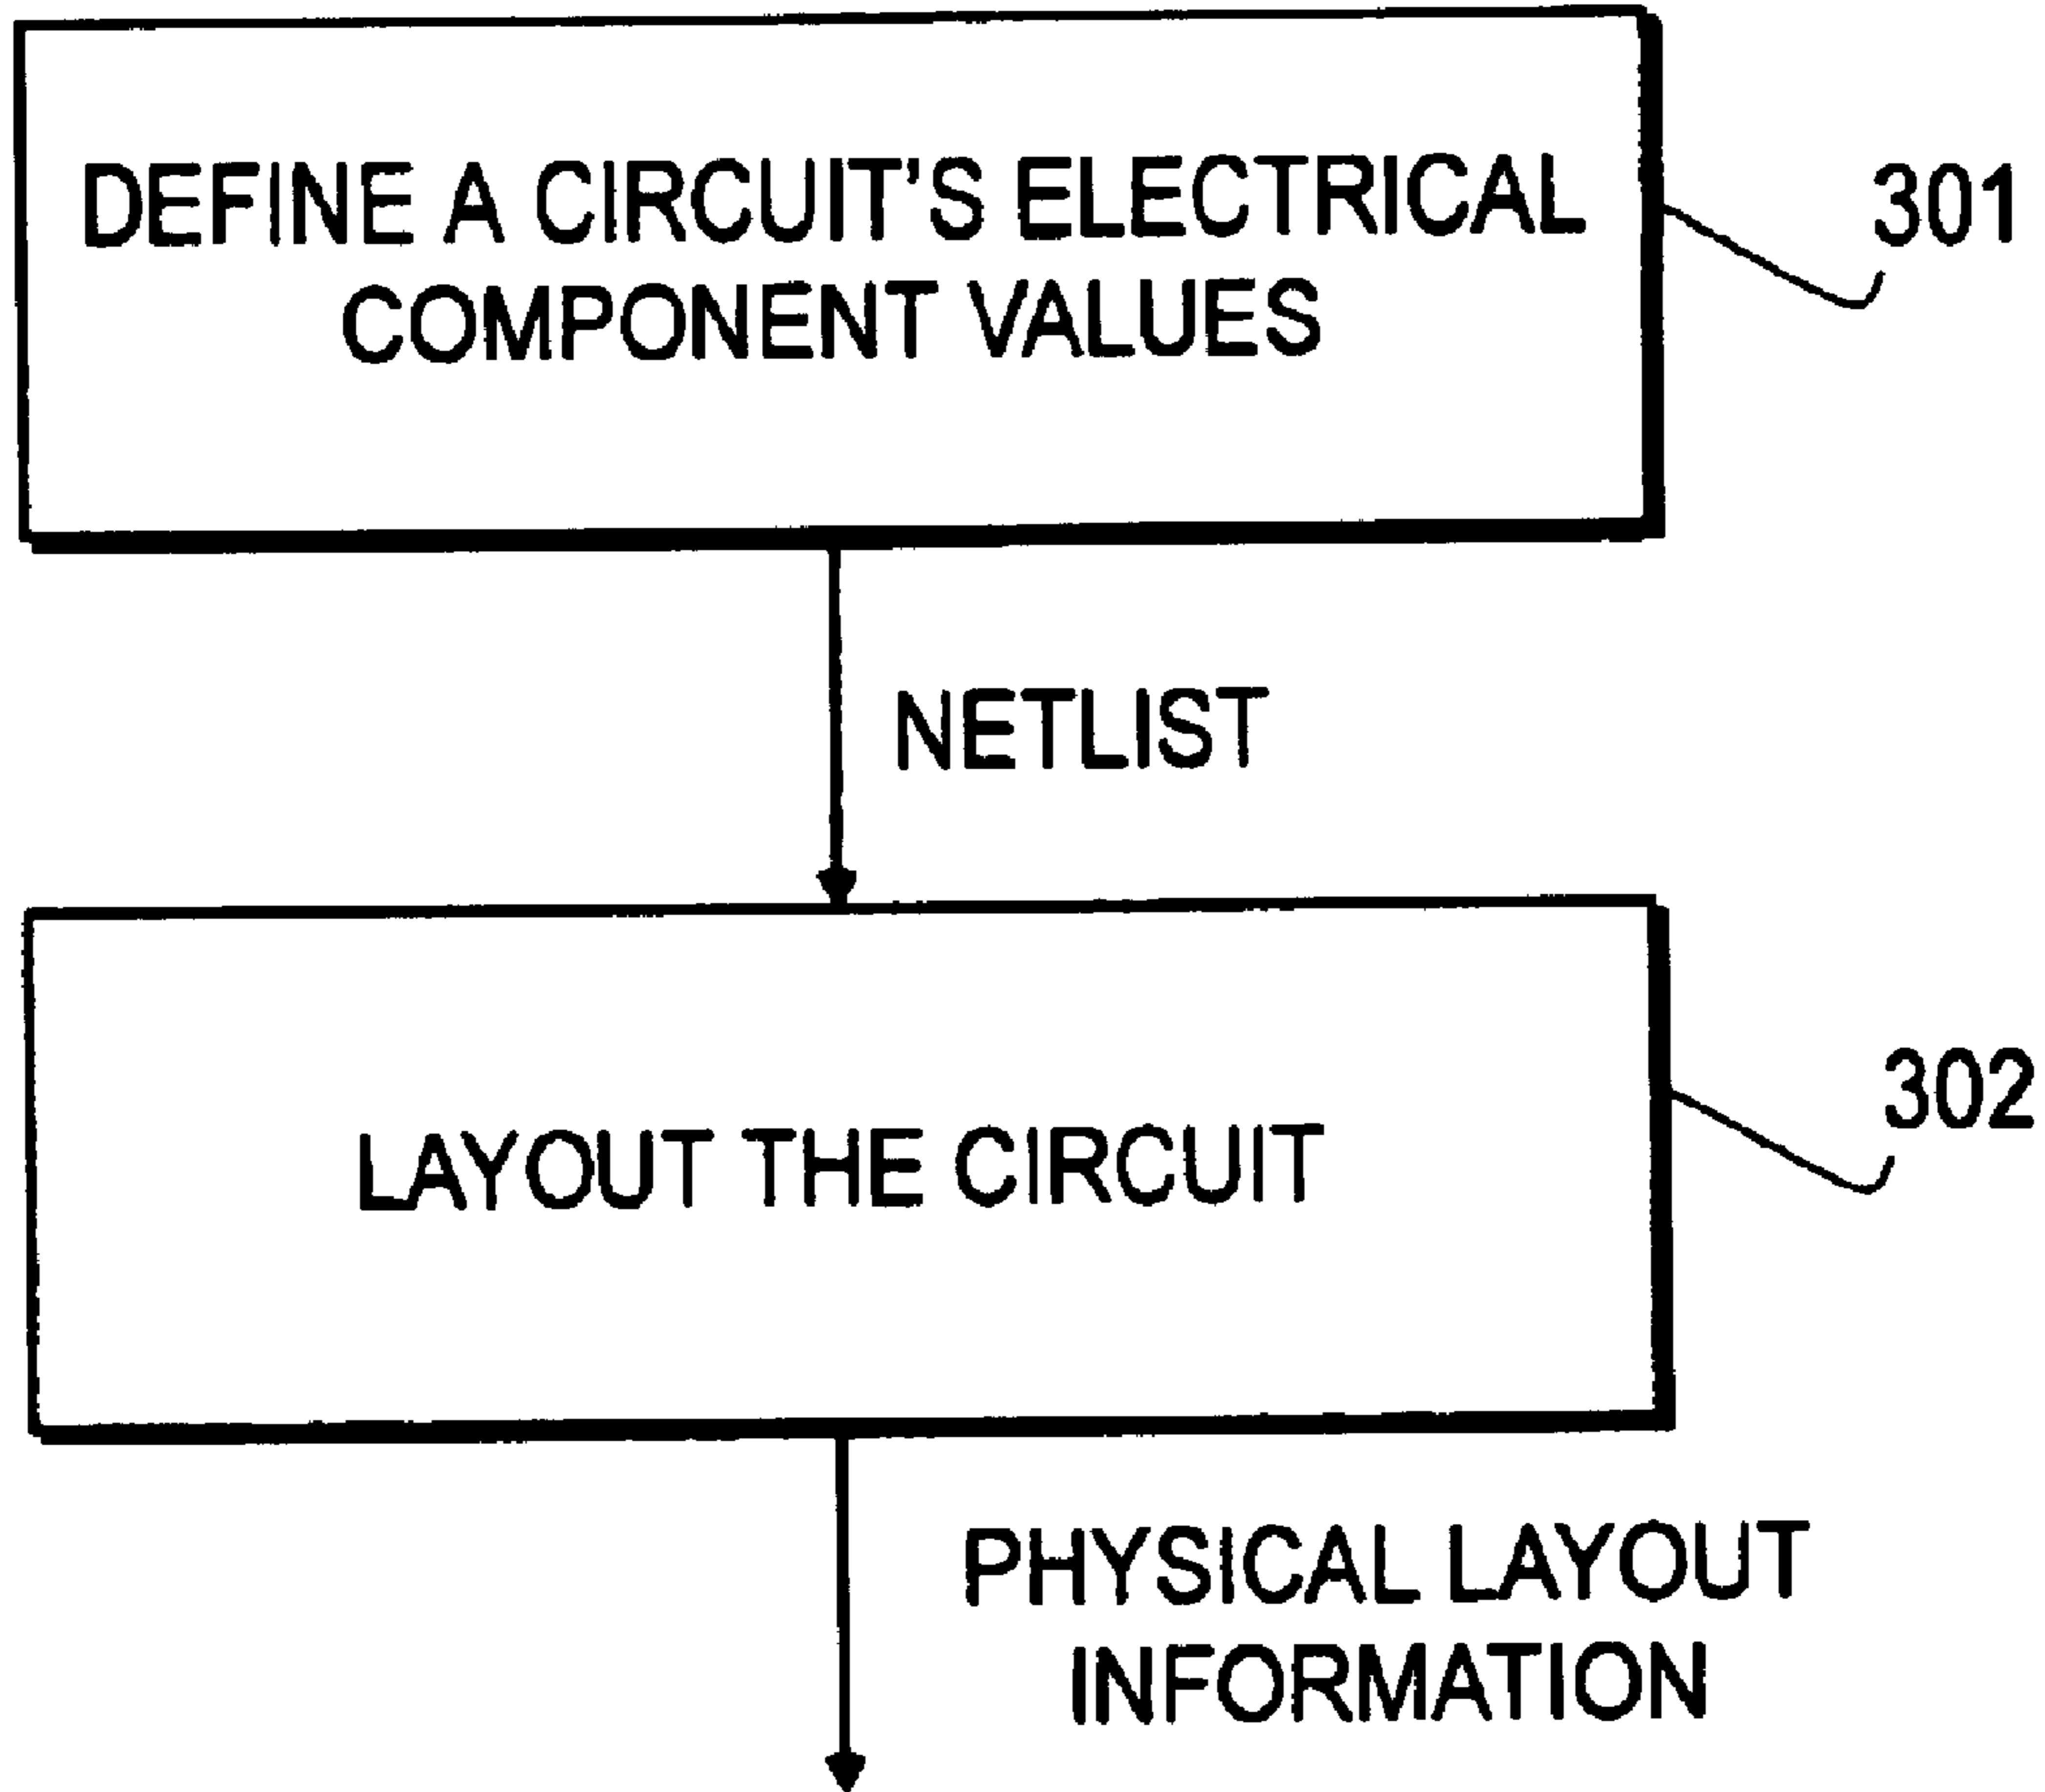 DEFINE A CIRCUIT'S ELECTRICAL
COMPONENT VALUES
301
NETLIST
LAYOUT THE CIRCUIT
302
PHYSICAL LAYOUT
INFORMATION